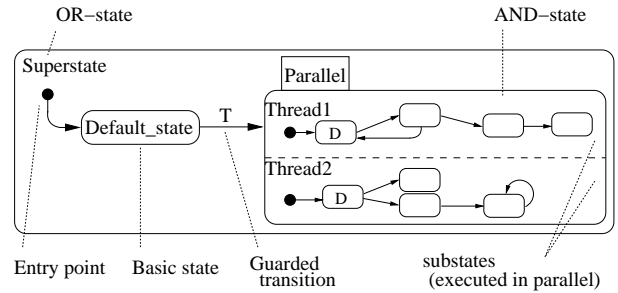 OR−state
AND−state
Superstate
Parallel
Thread1
T
Default_state
D
Thread2
D
Entry point
Basic state
Guarded
transition
substates
(executed in parallel)